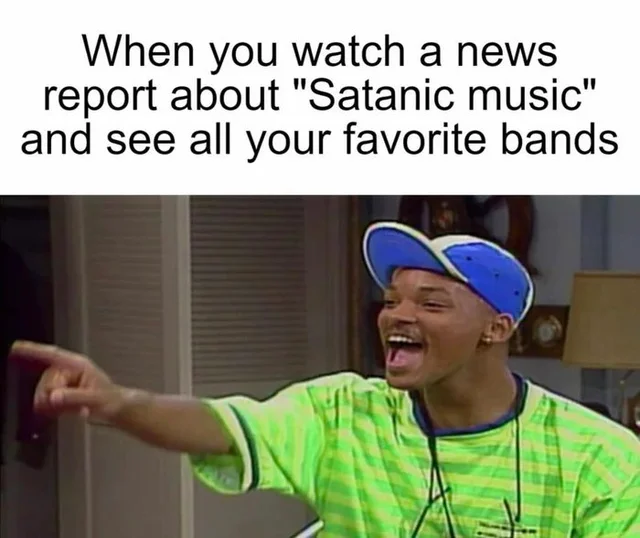 When you watch a news
report about "Satanic music"
and see all your favorite bands